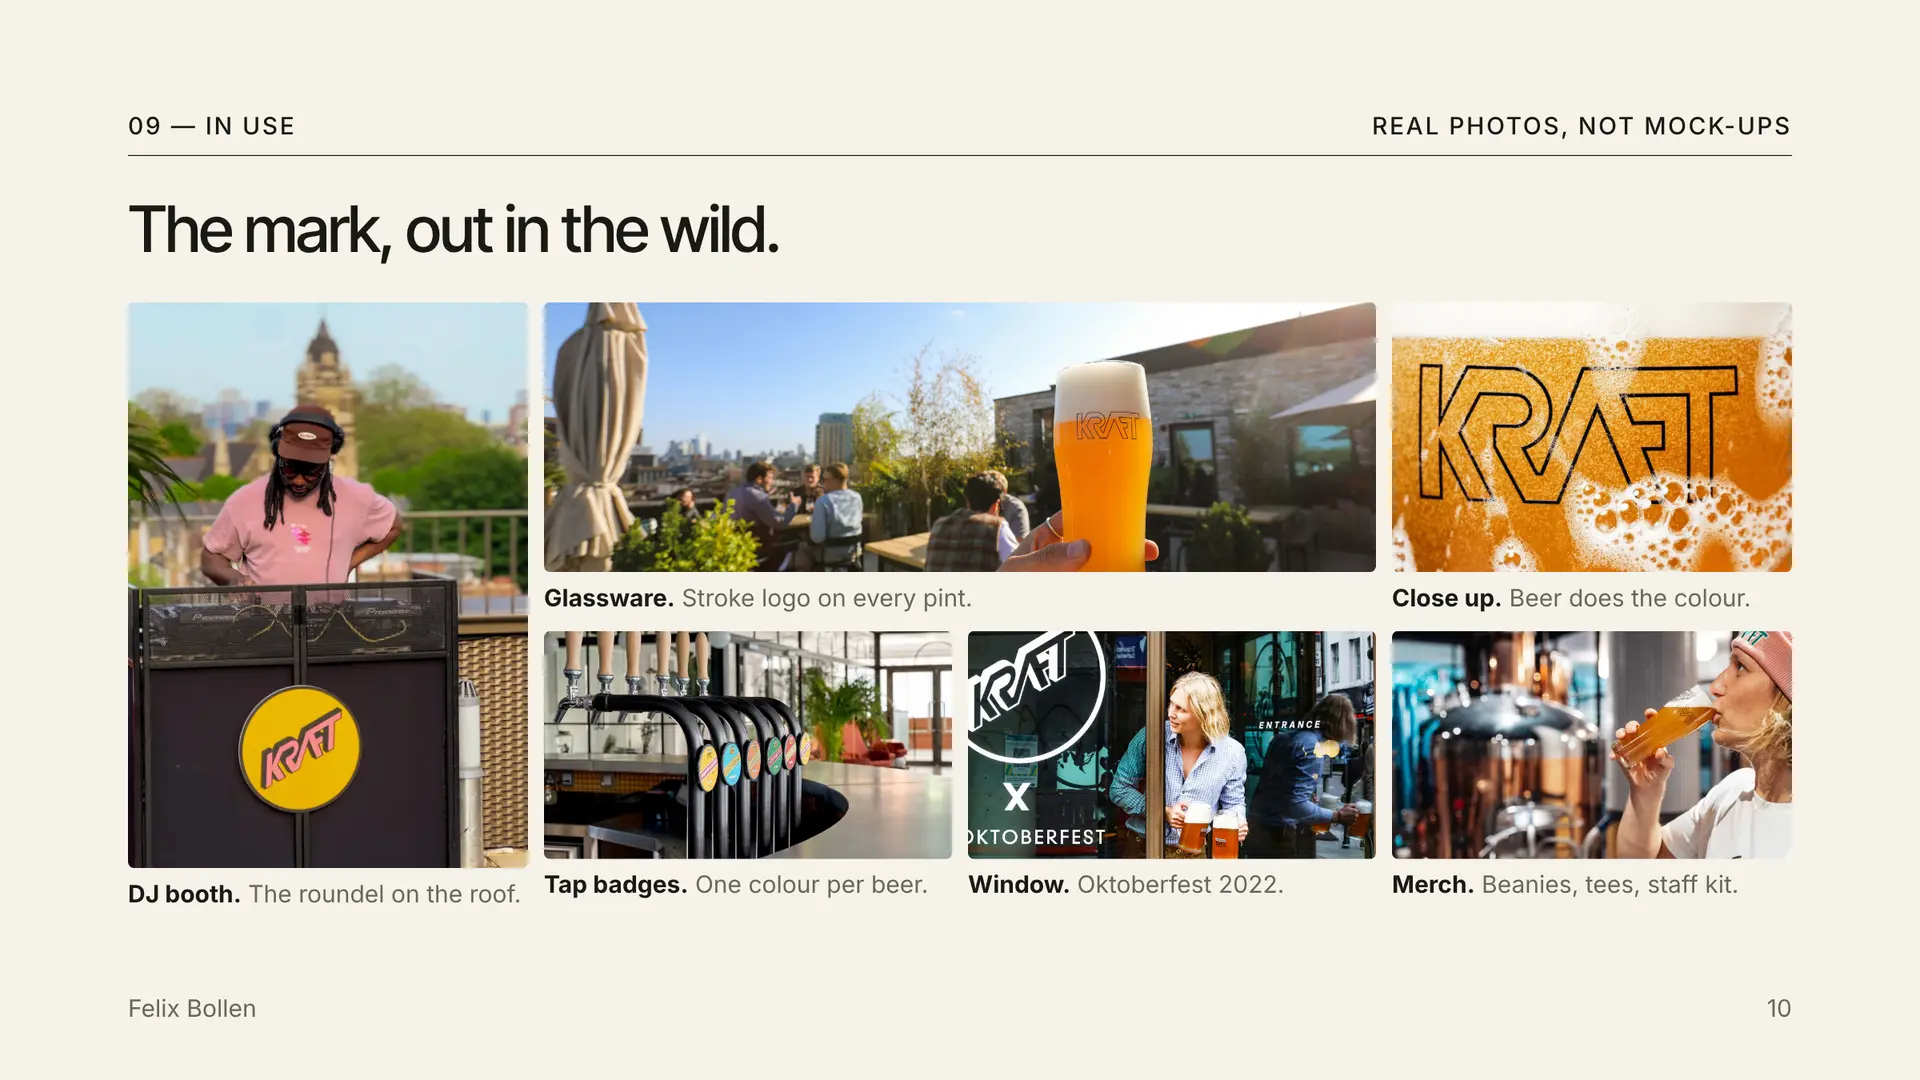 09 — IN USE
REAL PHOTOS, NOT MOCK-UPS
The mark, out in the wild.
KRAFT
KRAFT
KRAFT
Glassware. Stroke logo on every pint.
Close up. Beer does the colour.
Pioneer
KRAFT
ENTRANCE
X
OKTOBERFEST
DJ booth. The roundel on the roof.
Tap badges. One colour per beer.
Window. Oktoberfest 2022.
Merch. Beanies, tees, staff kit.
Felix Bollen
10